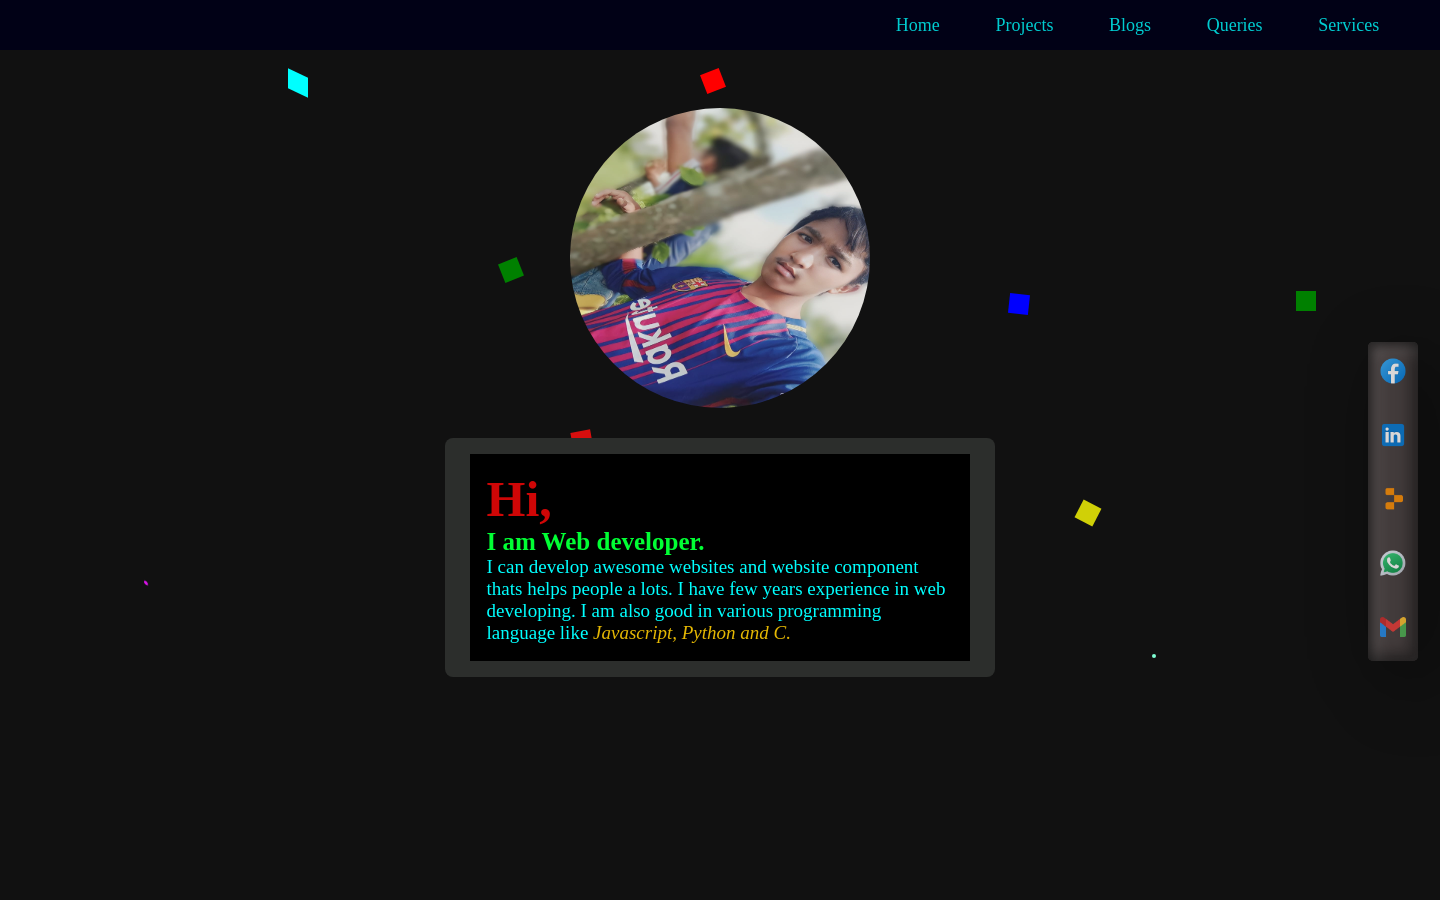 Home Projects Blogs Queries Services
Rakuten
Hi,
I am Web developer.
I can develop awesome websites and website component
thats helps people a lots. I have few years experience in web
developing. I am also good in various programming
language like Javascript, Python and C.
in